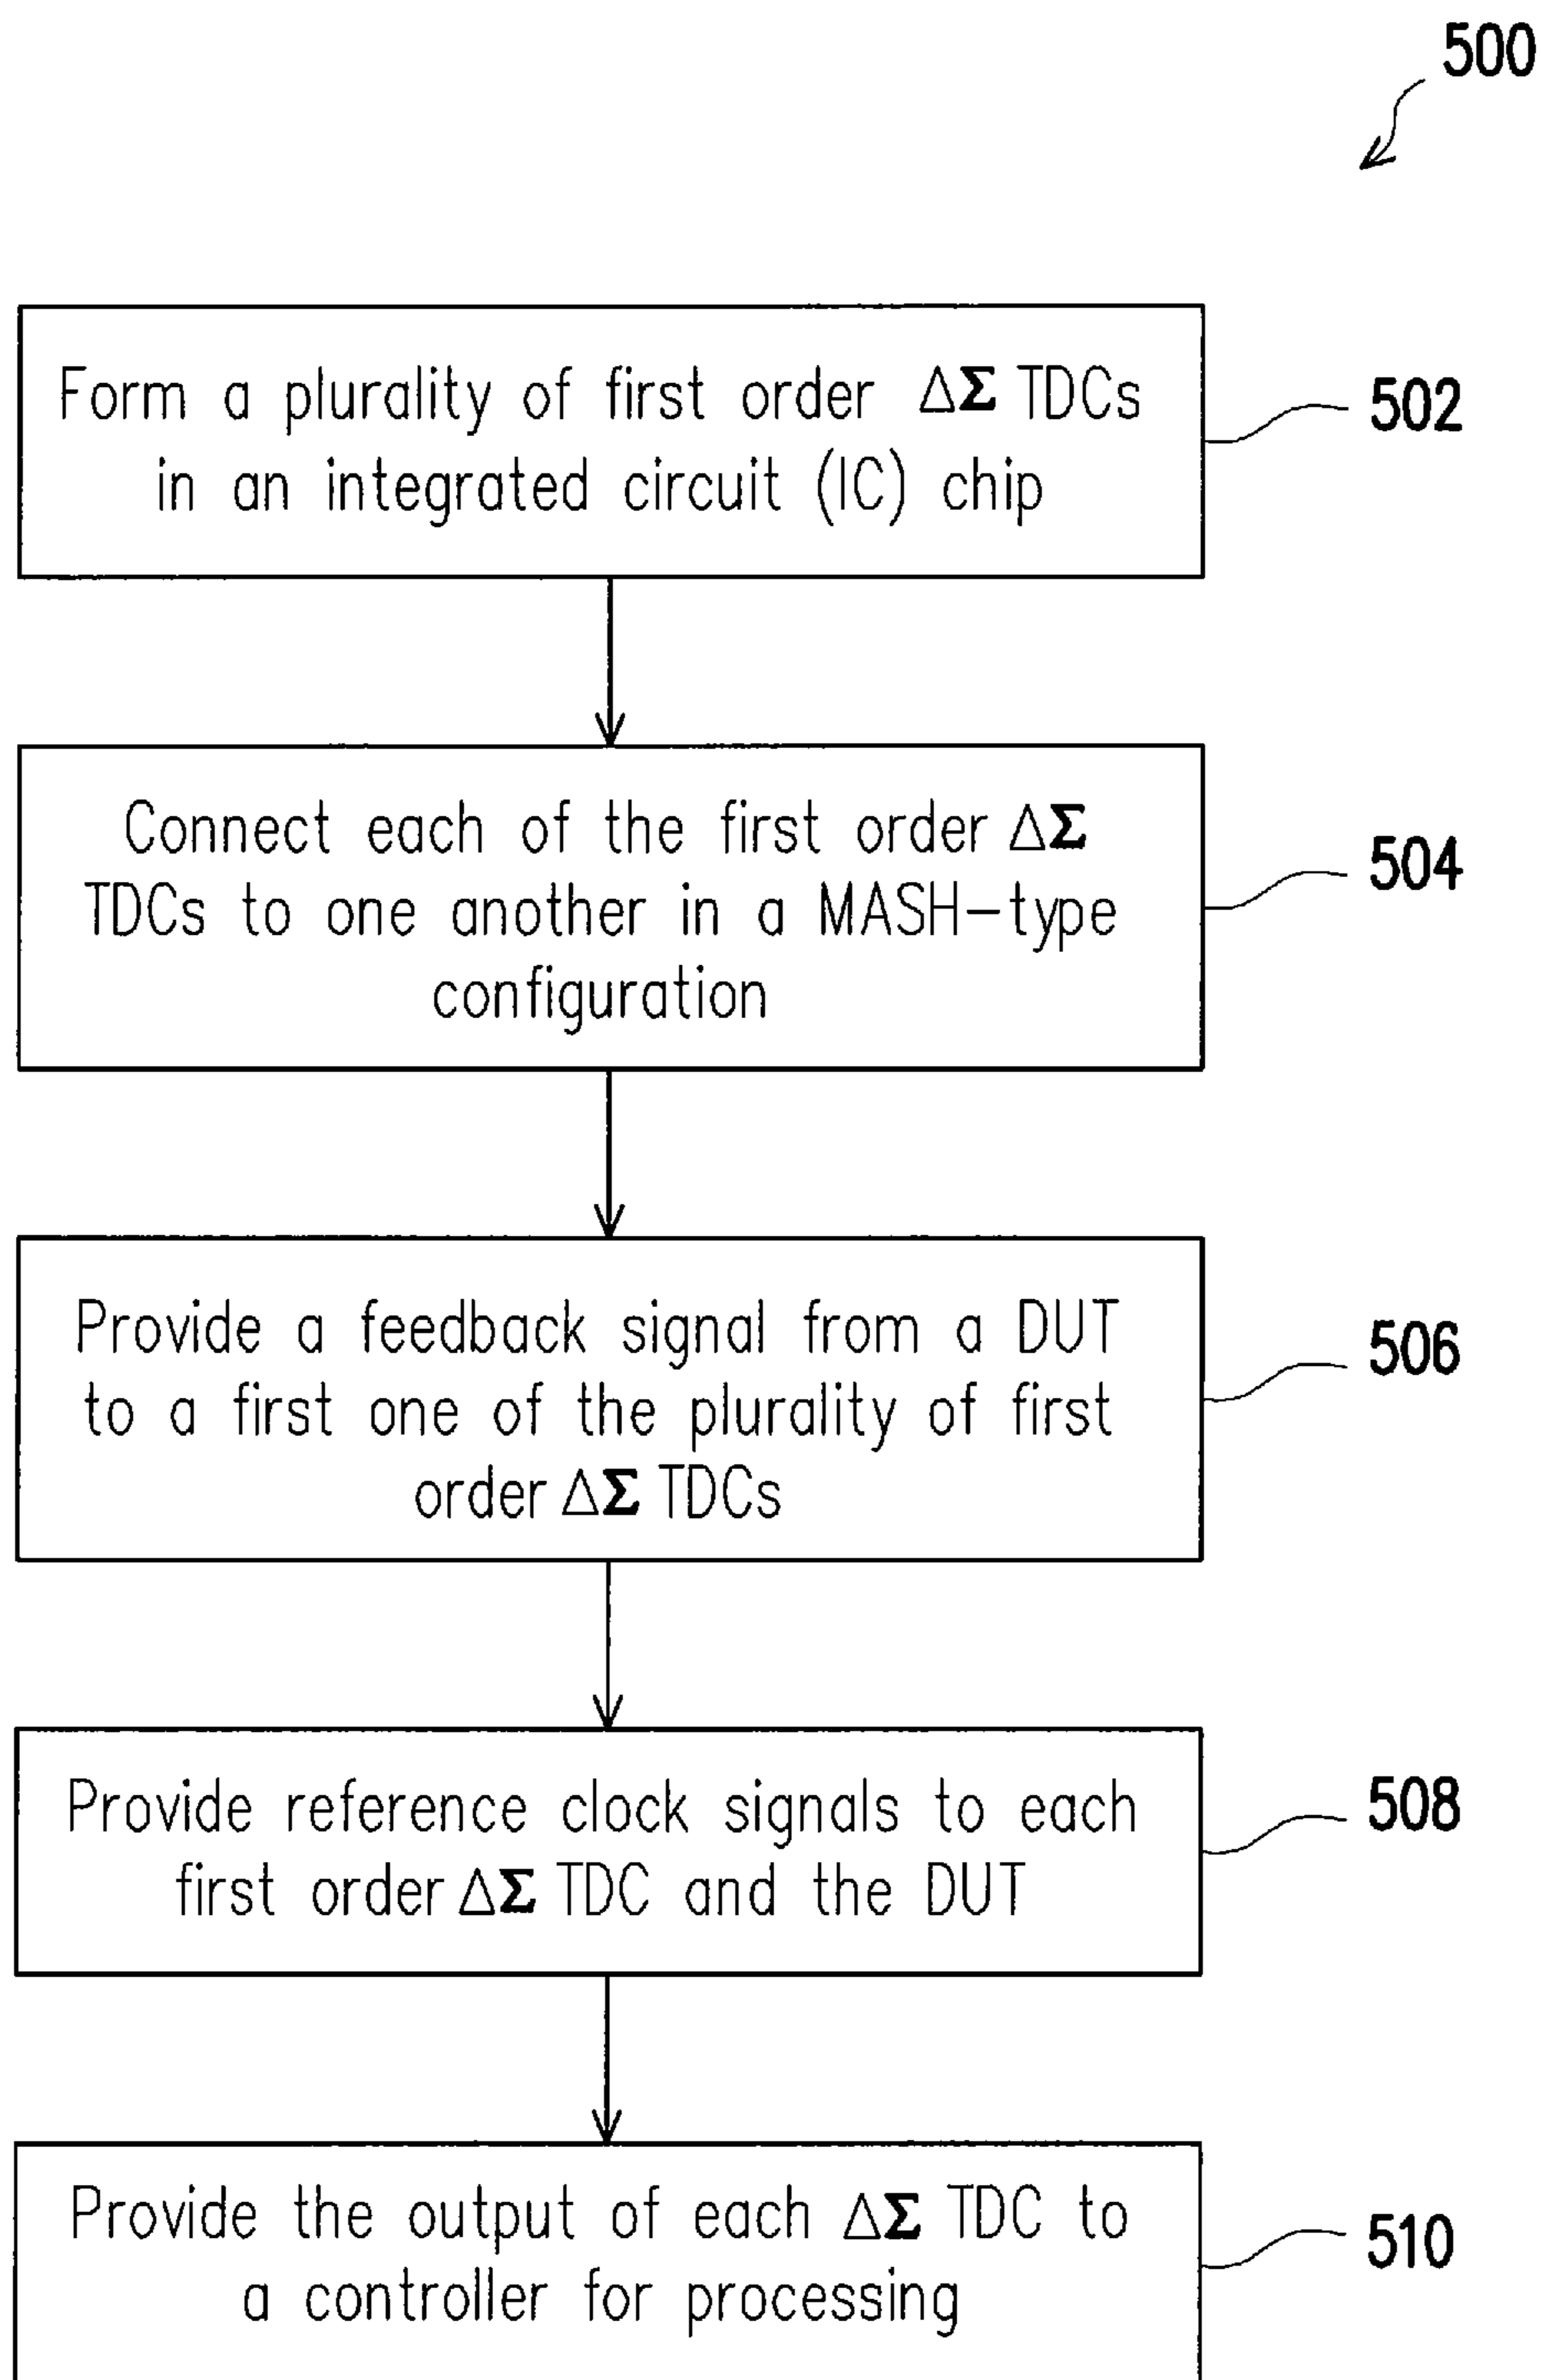 500
Form a plurality of first order ΔΣ TDCs
in an integrated circuit (IC) chip
502
Connect each of the first order ΔΣ
TDCs to one another in a MASH-type
configuration
504
Provide a feedback signal from a DUT
to a first one of the plurality of first
order ΔΣ TDCs
506
Provide reference clock signals to each
first order ΔΣ TDC and the DUT
508
Provide the output of each ΔΣ TDC to
a controller for processing
510